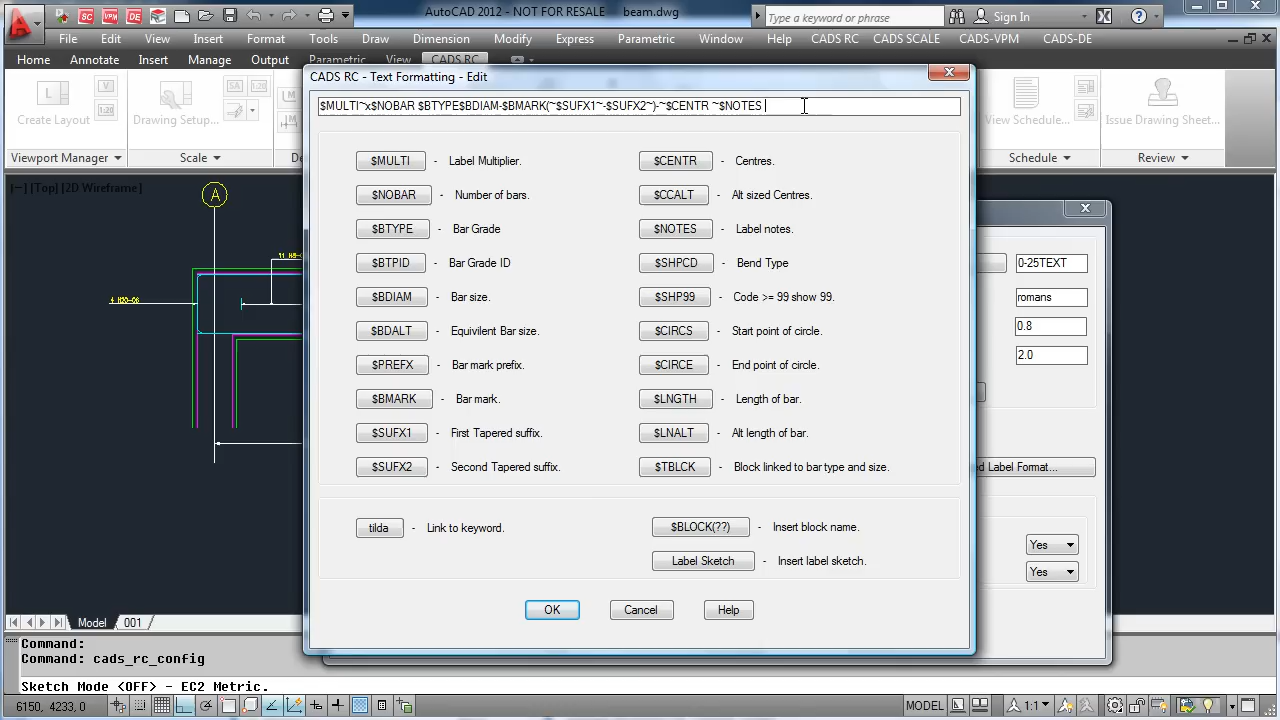 AutoCAD 2012 - NOT FOR RESALE beam.dwg
Type a keyword or phrase
Sign In
File Edit View Insert Format Tools Draw Dimension Modify Express Parametric Window Help CADS RC CADS SCALE CADS-VPM CADS-DE
Home Annotate Insert Manage Output Parametric View CADS RC
Create Layout
1:20
Viewport Manager
Drawing Setup...
Scale
View Schedule...
Schedule
Issue Drawing Sheet...
Review
CADS RC - Text Formatting - Edit
$MULTI~x$NOBAR $BTYPE$BDIAM-$BMARK(~$SUFX1~-$SUFX2~)-~$CENTR ~$NOTES
$MULTI - Label Multiplier.
$CENTR - Centres.
$NOBAR - Number of bars.
$CCALT - Alt sized Centres.
$BTYPE - Bar Grade
$NOTES - Label notes.
$BTPID - Bar Grade ID
$SHPCD - Bend Type
$BDIAM - Bar size.
$SHP99 - Code >= 99 show 99.
$BDALT - Equivilent Bar size.
$CIRCS - Start point of circle.
$PREFX - Bar mark prefix.
$CIRCE - End point of circle.
$BMARK - Bar mark.
$LNGTH - Length of bar.
$SUFX1 - First Tapered suffix.
$LNALT - Alt length of bar.
$SUFX2 - Second Tapered suffix.
$TBLCK - Block linked to bar type and size.
tilda - Link to keyword.
$BLOCK(??) - Insert block name.
Label Sketch - Insert label sketch.
OK Cancel Help
0-25TEXT
romans
0.8
2.0
ed Label Format...
Yes
Yes
[-] [Top] [2D Wireframe]
A
4 H20-06
Model 001
Command:
Command: cads_rc_config
Sketch Mode <OFF> - EC2 Metric.
6150, 4233, 0
MODEL
1:1